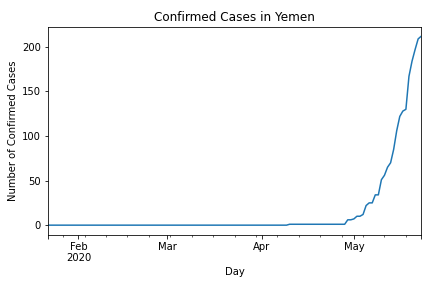 Confirmed Cases in Yemen
200
150
100
50
0
Number of Confirmed Cases
Feb
2020
Mar
Apr
May
Day